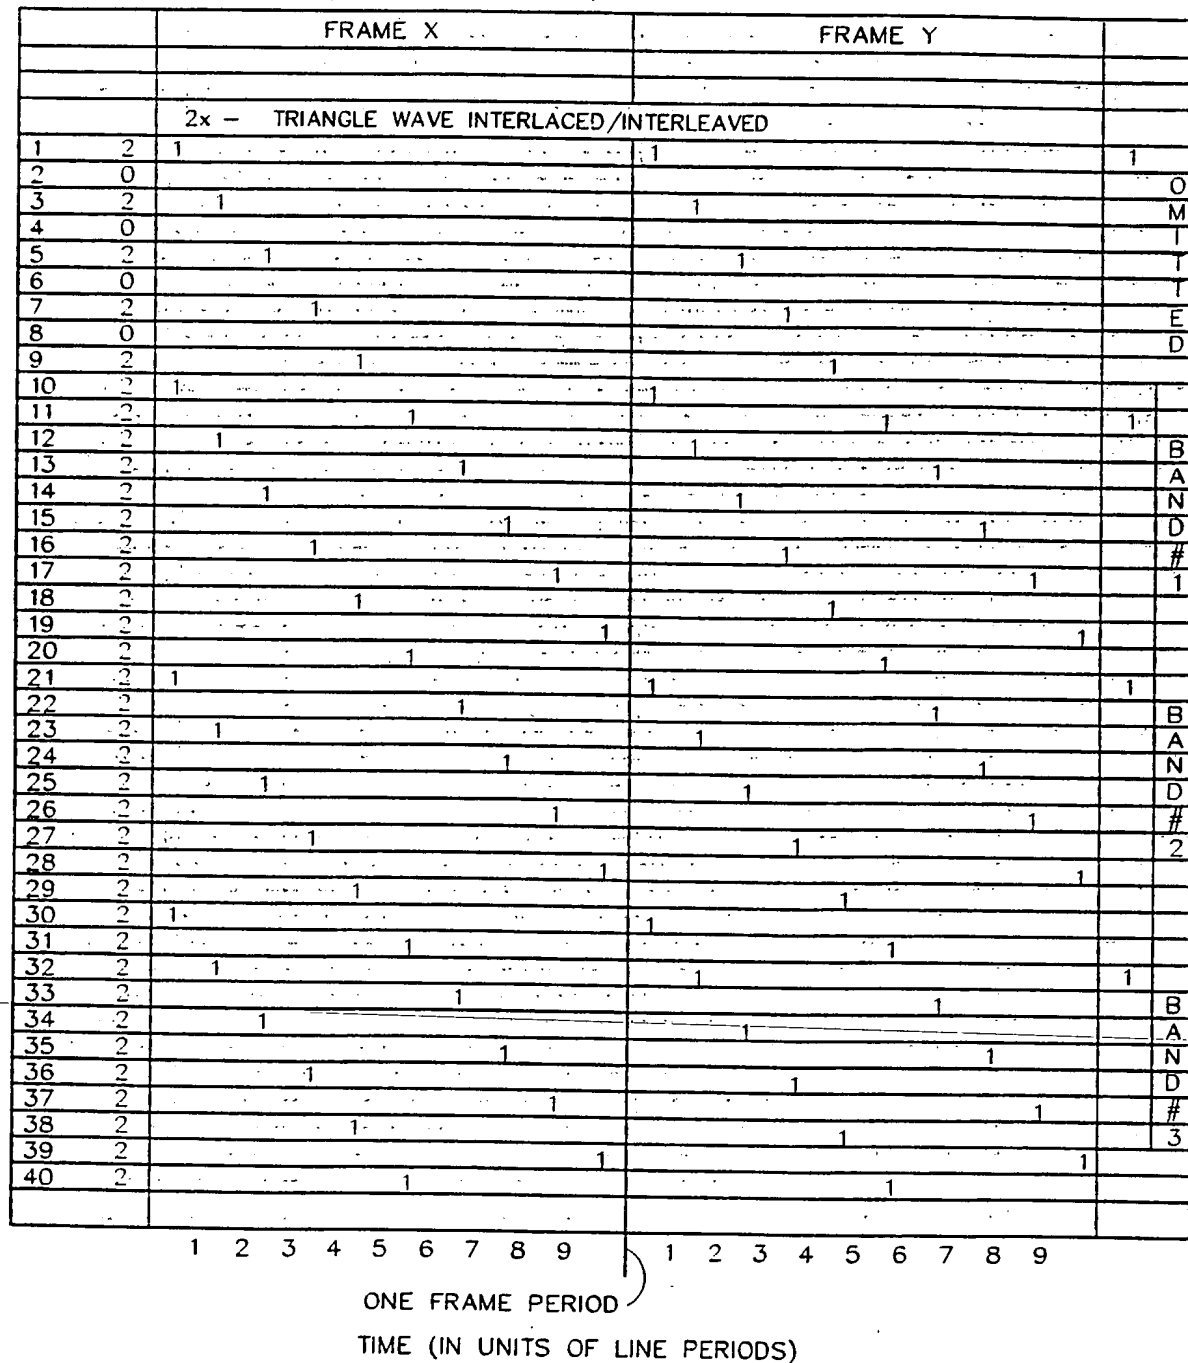 FRAME X FRAME Y
2x – TRIANGLE WAVE INTERLACED/INTERLEAVED
1 2 1 1 1
2 0 O
3 2 1 1 M
4 0 I
5 2 1 1 T
6 0 T
7 2 1 1 E
8 0 D
9 2 1 1
10 2 1 1
11 2 1 1 1
12 2 1 1 B
13 2 1 1 A
14 2 1 1 N
15 2 1 1 D
16 2 1 1 #
17 2 1 1 1
18 2 1 1
19 2 1 1
20 2 1 1
21 2 1 1 1
22 2 1 1 B
23 2 1 1 A
24 2 1 1 N
25 2 1 1 D
26 2 1 1 #
27 2 1 1 2
28 2 1 1
29 2 1 1
30 2 1 1
31 2 1 1
32 2 1 1 1
33 2 1 1 B
34 2 1 1 A
35 2 1 1 N
36 2 1 1 D
37 2 1 1 #
38 2 1 1 3
39 2 1 1
40 2 1 1
1 2 3 4 5 6 7 8 9 1 2 3 4 5 6 7 8 9
ONE FRAME PERIOD
TIME (IN UNITS OF LINE PERIODS)